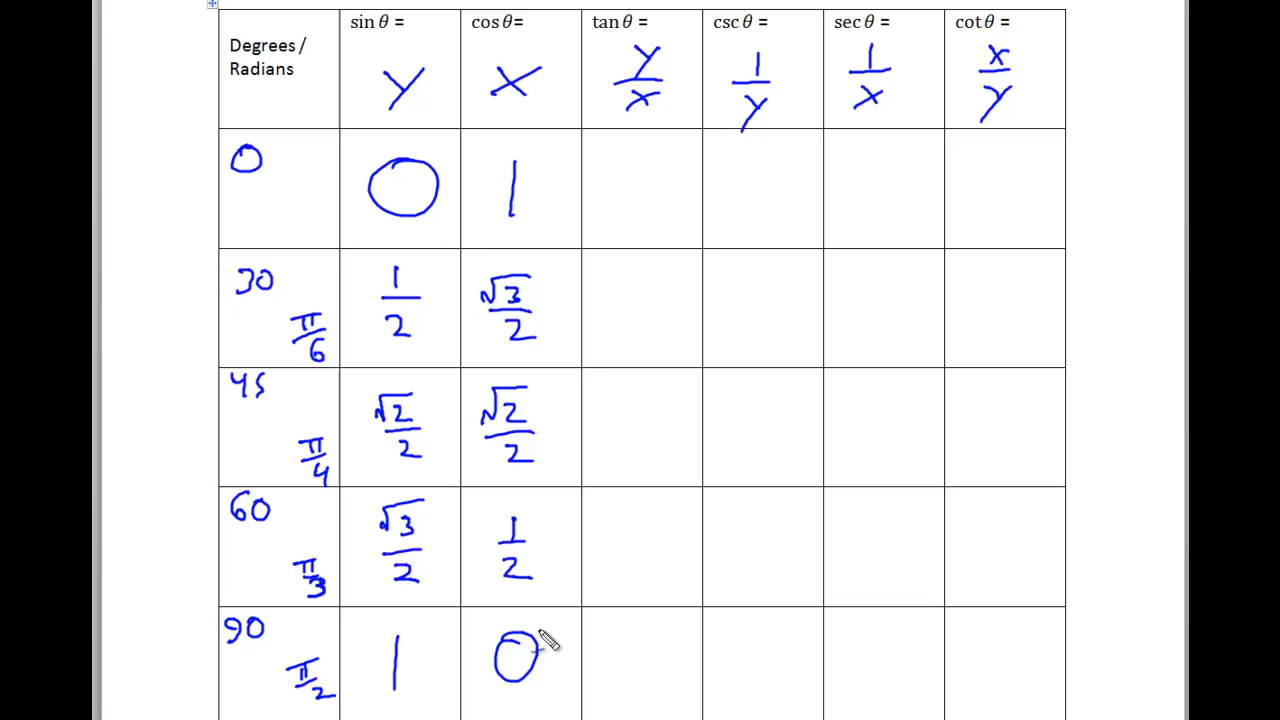 Degrees / Radians sin θ = y cos θ= x tan θ = y/x csc θ = 1/y sec θ = 1/x cot θ = x/y
0 0 1
30 π/6 1/2 √3/2
45 π/4 √2/2 √2/2
60 π/3 √3/2 1/2
90 π/2 1 0